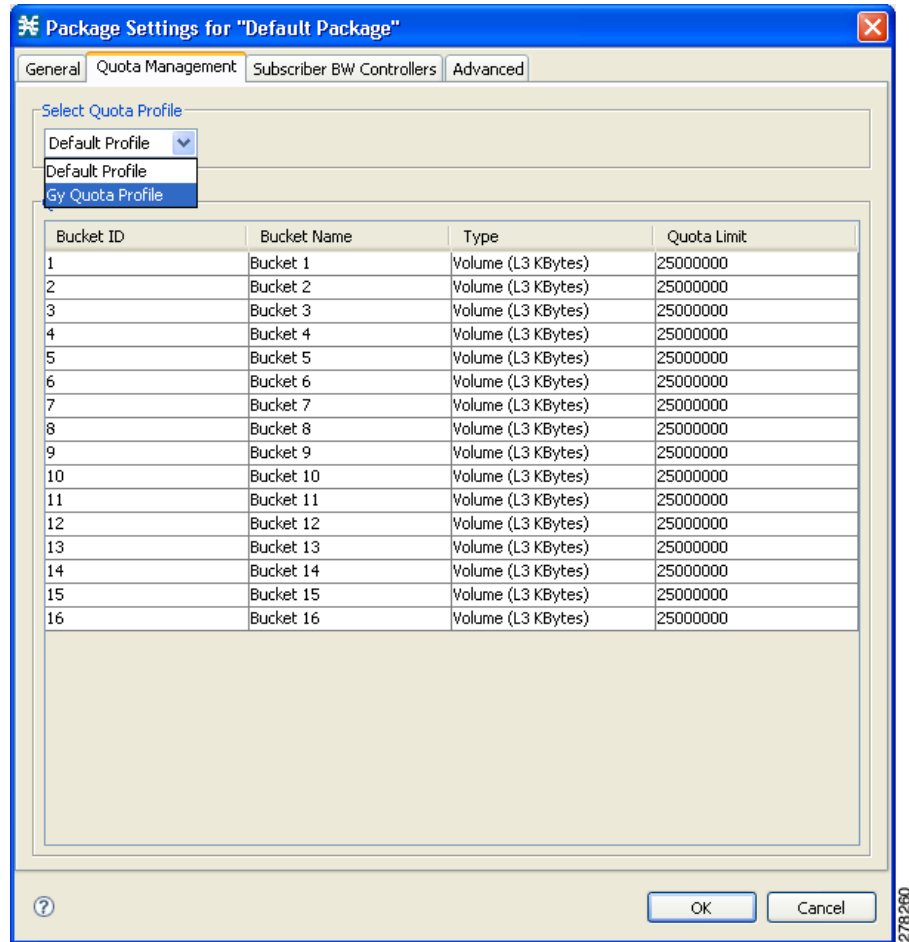 Package Settings for "Default Package"
General Quota Management Subscriber BW Controllers Advanced
Select Quota Profile
Default Profile
Default Profile
Gy Quota Profile
Bucket ID Bucket Name Type Quota Limit
1 Bucket 1 Volume (L3 KBytes) 25000000
2 Bucket 2 Volume (L3 KBytes) 25000000
3 Bucket 3 Volume (L3 KBytes) 25000000
4 Bucket 4 Volume (L3 KBytes) 25000000
5 Bucket 5 Volume (L3 KBytes) 25000000
6 Bucket 6 Volume (L3 KBytes) 25000000
7 Bucket 7 Volume (L3 KBytes) 25000000
8 Bucket 8 Volume (L3 KBytes) 25000000
9 Bucket 9 Volume (L3 KBytes) 25000000
10 Bucket 10 Volume (L3 KBytes) 25000000
11 Bucket 11 Volume (L3 KBytes) 25000000
12 Bucket 12 Volume (L3 KBytes) 25000000
13 Bucket 13 Volume (L3 KBytes) 25000000
14 Bucket 14 Volume (L3 KBytes) 25000000
15 Bucket 15 Volume (L3 KBytes) 25000000
16 Bucket 16 Volume (L3 KBytes) 25000000
?
OK Cancel
278260